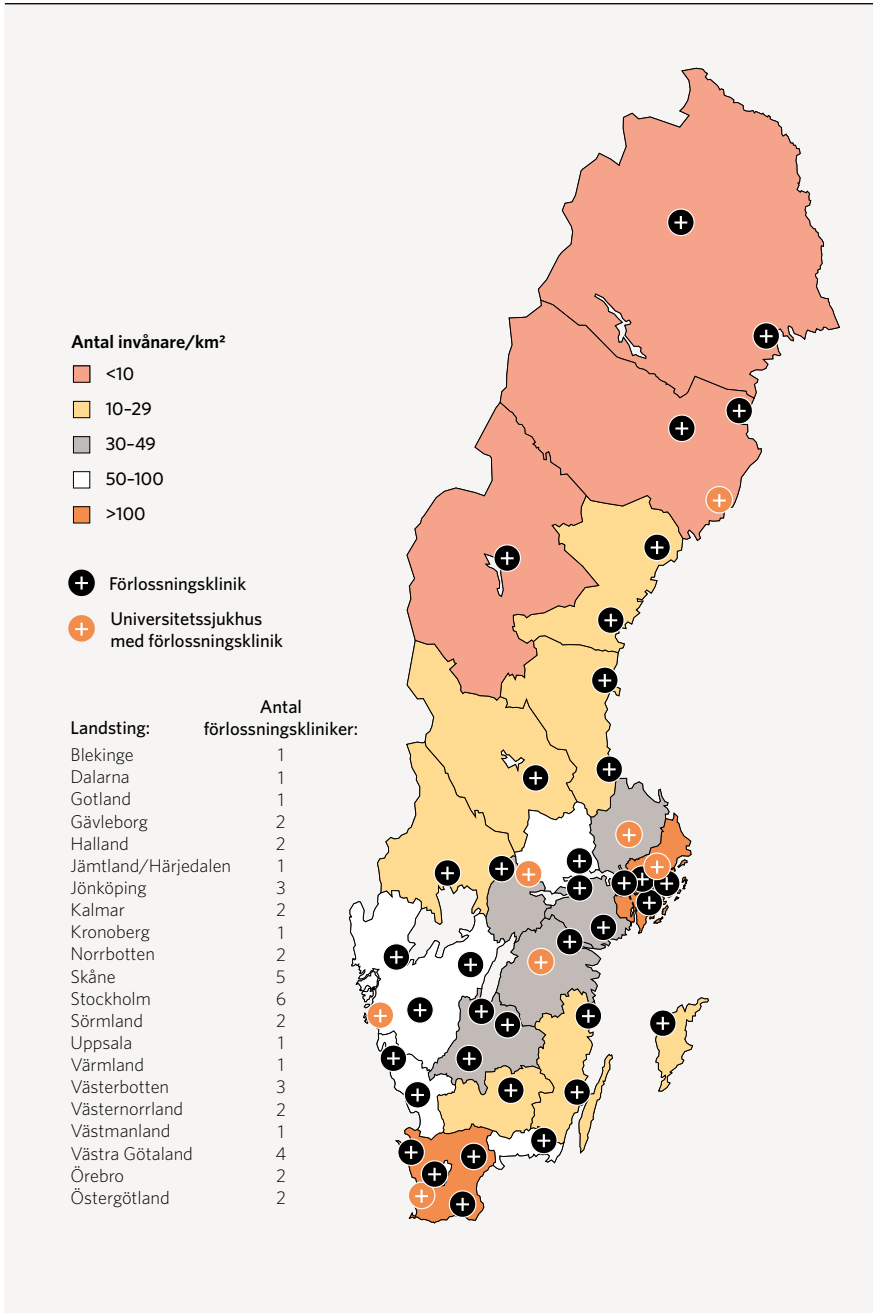 Antal invånare/km²
<10
10–29
30–49
50–100
>100
Förlossningsklinik
Universitetssjukhus
med förlossningsklinik
Antal
Landsting: förlossningskliniker:
Blekinge 1
Dalarna 1
Gotland 1
Gävleborg 2
Halland 2
Jämtland/Härjedalen 1
Jönköping 3
Kalmar 2
Kronoberg 1
Norrbotten 2
Skåne 5
Stockholm 6
Sörmland 2
Uppsala 1
Värmland 1
Västerbotten 3
Västernorrland 2
Västmanland 1
Västra Götaland 4
Örebro 2
Östergötland 2